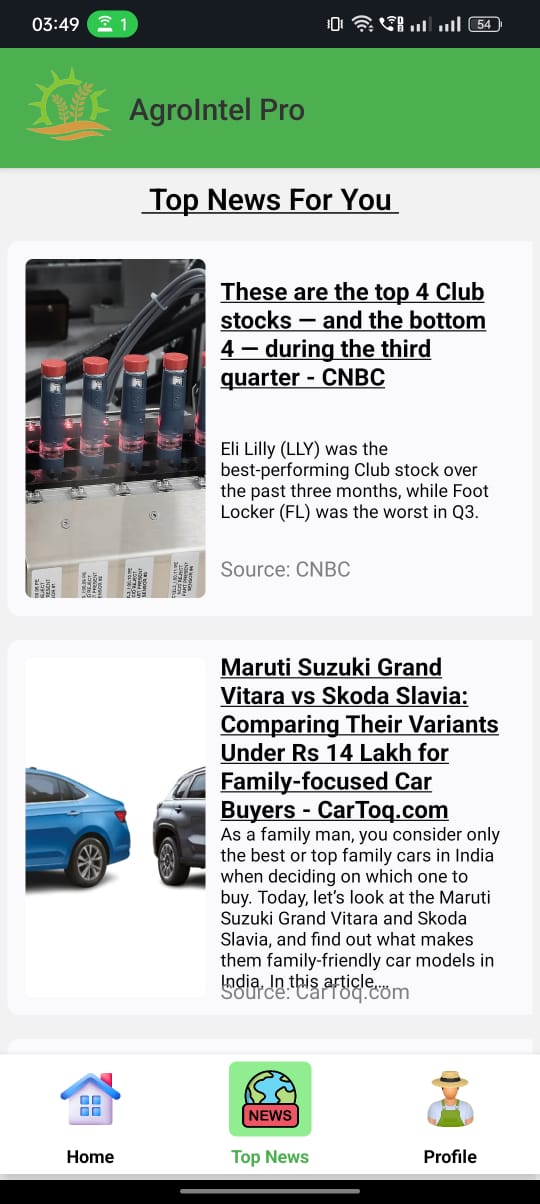 03:49 1 54
AgroIntel Pro
Top News For You
These are the top 4 Club
stocks — and the bottom
4 — during the third
quarter - CNBC
Eli Lilly (LLY) was the
best-performing Club stock over
the past three months, while Foot
Locker (FL) was the worst in Q3.
Source: CNBC
Maruti Suzuki Grand
Vitara vs Skoda Slavia:
Comparing Their Variants
Under Rs 14 Lakh for
Family-focused Car
Buyers - CarToq.com
As a family man, you consider only
the best or top family cars in India
when deciding on which one to
buy. Today, let’s look at the Maruti
Suzuki Grand Vitara and Skoda
Slavia, and find out what makes
them family-friendly car models in
India. In this article,…
Source: CarToq.com
NEWS
Home Top News Profile